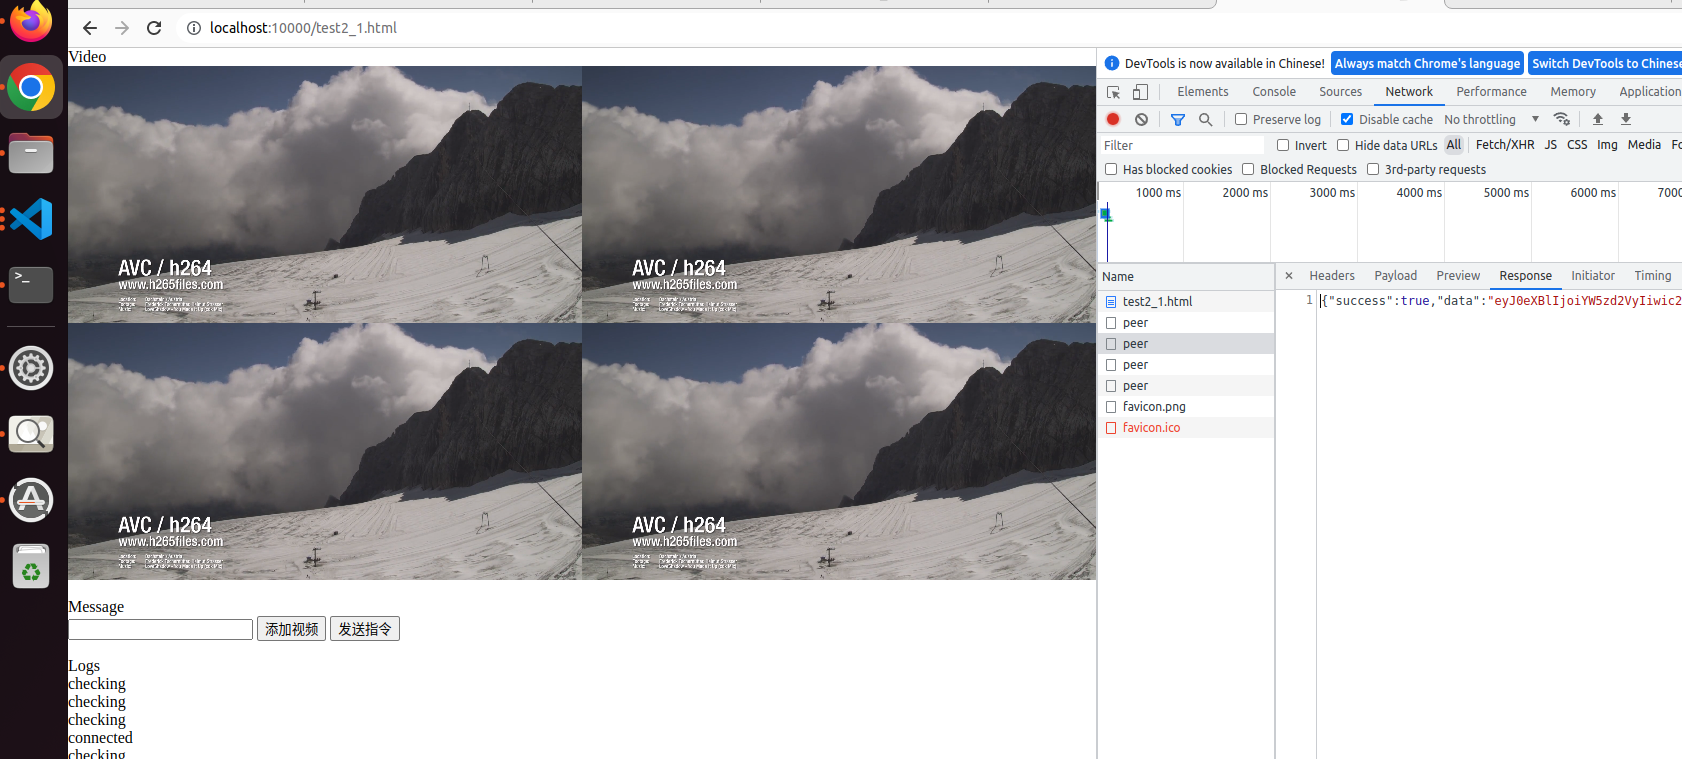 localhost:10000/test2_1.html
Video
DevTools is now available in Chinese! Always match Chrome's language Switch DevTools to Chinese
Elements Console Sources Network Performance Memory Application
Preserve log Disable cache No throttling
Filter Invert Hide data URLs All Fetch/XHR JS CSS Img Media
Has blocked cookies Blocked Requests 3rd-party requests
1000 ms 2000 ms 3000 ms 4000 ms 5000 ms 6000 ms
Name
test2_1.html
peer
peer
peer
peer
favicon.png
favicon.ico
× Headers Payload Preview Response Initiator Timing
1 {"success":true,"data":"eyJ0eXBlIjoiYW5zd2VyIiwic2
AVC / h264
www.h265files.com
AVC / h264
www.h265files.com
AVC / h264
www.h265files.com
AVC / h264
www.h265files.com
Message
添加视频 发送指令
Logs
checking
checking
checking
connected
checking